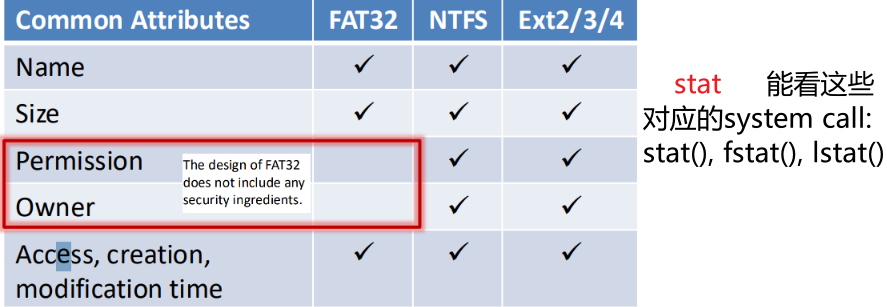 Common Attributes FAT32 NTFS Ext2/3/4
Name ✓ ✓ ✓
Size ✓ ✓ ✓
Permission ✓ ✓
The design of FAT32
does not include any
security ingredients.
Owner ✓ ✓
Access, creation, ✓ ✓ ✓
modification time
stat 能看这些
对应的system call:
stat(), fstat(), lstat()